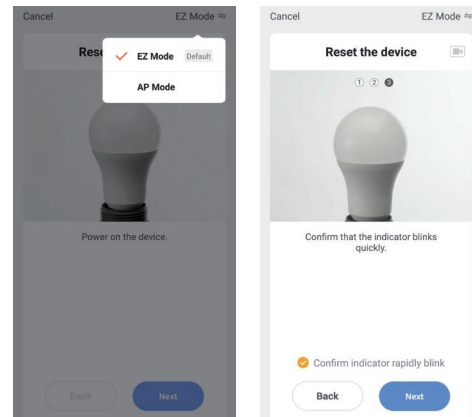 Cancel
EZ Mode
Rese
EZ Mode Default
AP Mode
Power on the device.
Back
Next
Cancel
EZ Mode
Reset the device
1 2 3
Confirm that the indicator blinks
quickly.
Confirm indicator rapidly blink
Back
Next